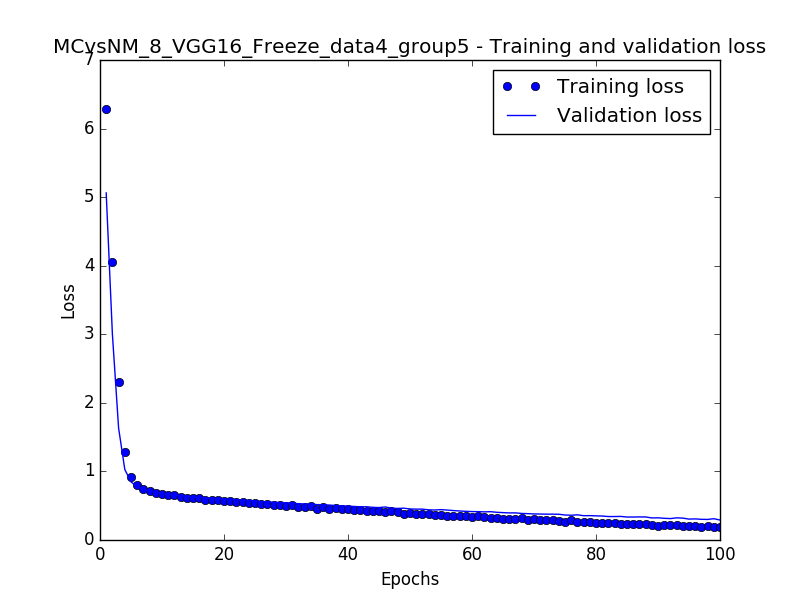 MCvsNM_8_VGG16_Freeze_data4_group5 - Training and validation loss
Training loss
Validation loss
7
6
5
4
3
2
1
0
Loss
0 20 40 60 80 100
Epochs